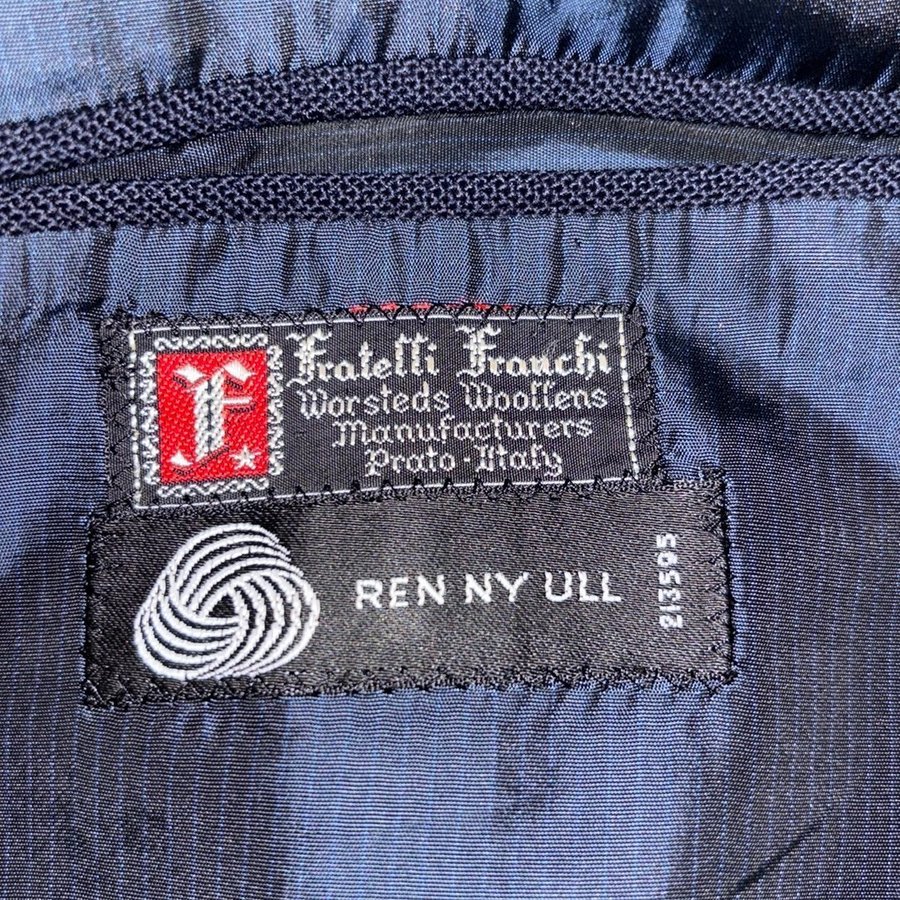 F
Fratelli Franchi
Worsteds Woollens
Manufacturers
Prato - Italy
REN NY ULL
213595